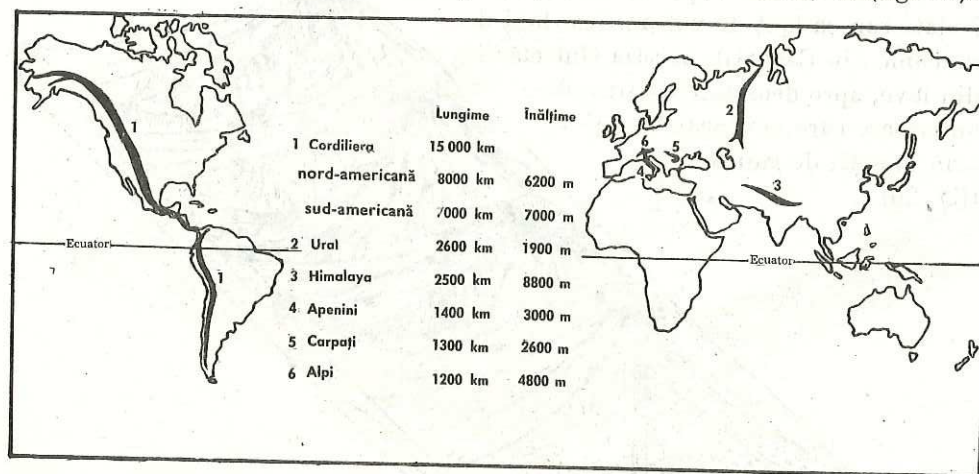 Lungime Înălțime
1 Cordiliera 15 000 km
nord-americană 8000 km 6200 m
sud-americană 7000 km 7000 m
2 Ural 2600 km 1900 m
3 Himalaya 2500 km 8800 m
4 Apenini 1400 km 3000 m
5 Carpați 1300 km 2600 m
6 Alpi 1200 km 4800 m
1
Ecuator
1
2
6 5
4
3
Ecuator